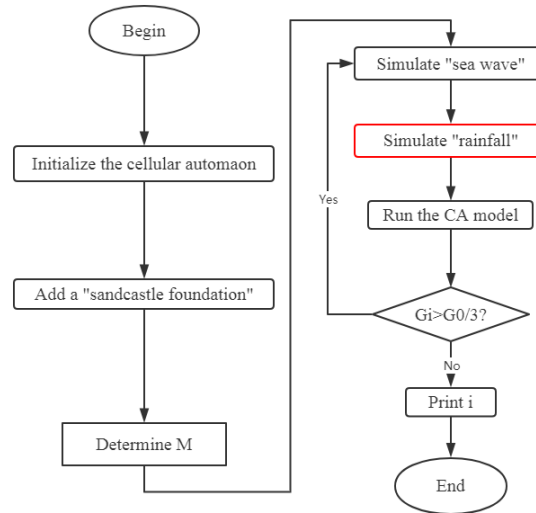 Begin
Initialize the cellular automaon
Add a "sandcastle foundation"
Determine M
Simulate "sea wave"
Simulate "rainfall"
Run the CA model
Yes
Gi>G0/3?
No
Print i
End